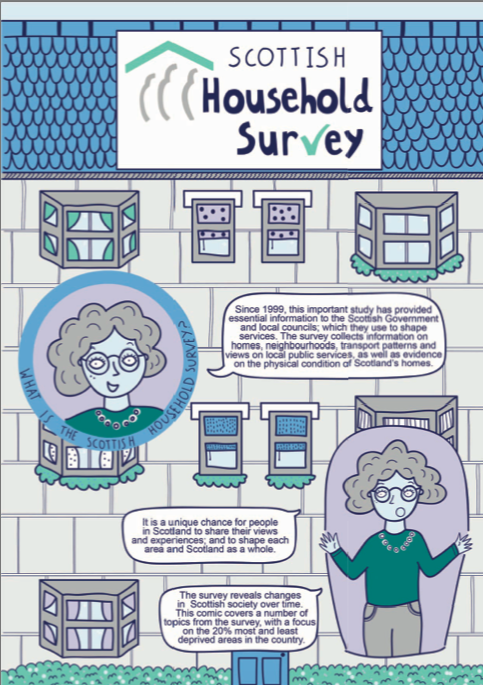 SCOTTISH
Household
Survey
Since 1999, this important study has provided
essential information to the Scottish Government
and local councils; which they use to shape
services. The survey collects information on
homes, neighbourhoods, transport patterns and
views on local public services, as well as evidence
on the physical condition of Scotland's homes.
WHAT IS THE SCOTTISH HOUSEHOLD SURVEY?
It is a unique chance for people
in Scotland to share their views
and experiences; and to shape each
area and Scotland as a whole.
The survey reveals changes
in Scottish society over time.
This comic covers a number of
topics from the survey, with a focus
on the 20% most and least
deprived areas in the country.